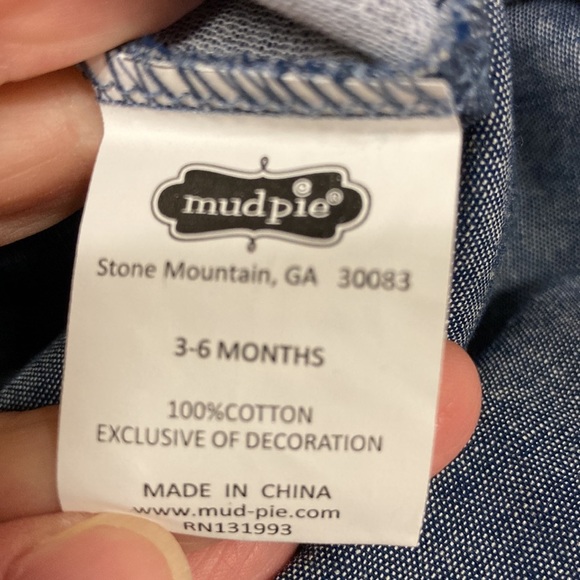 mudpie®
Stone Mountain, GA 30083
3-6 MONTHS
100%COTTON
EXCLUSIVE OF DECORATION
MADE IN CHINA
www.mud-pie.com
RN131993